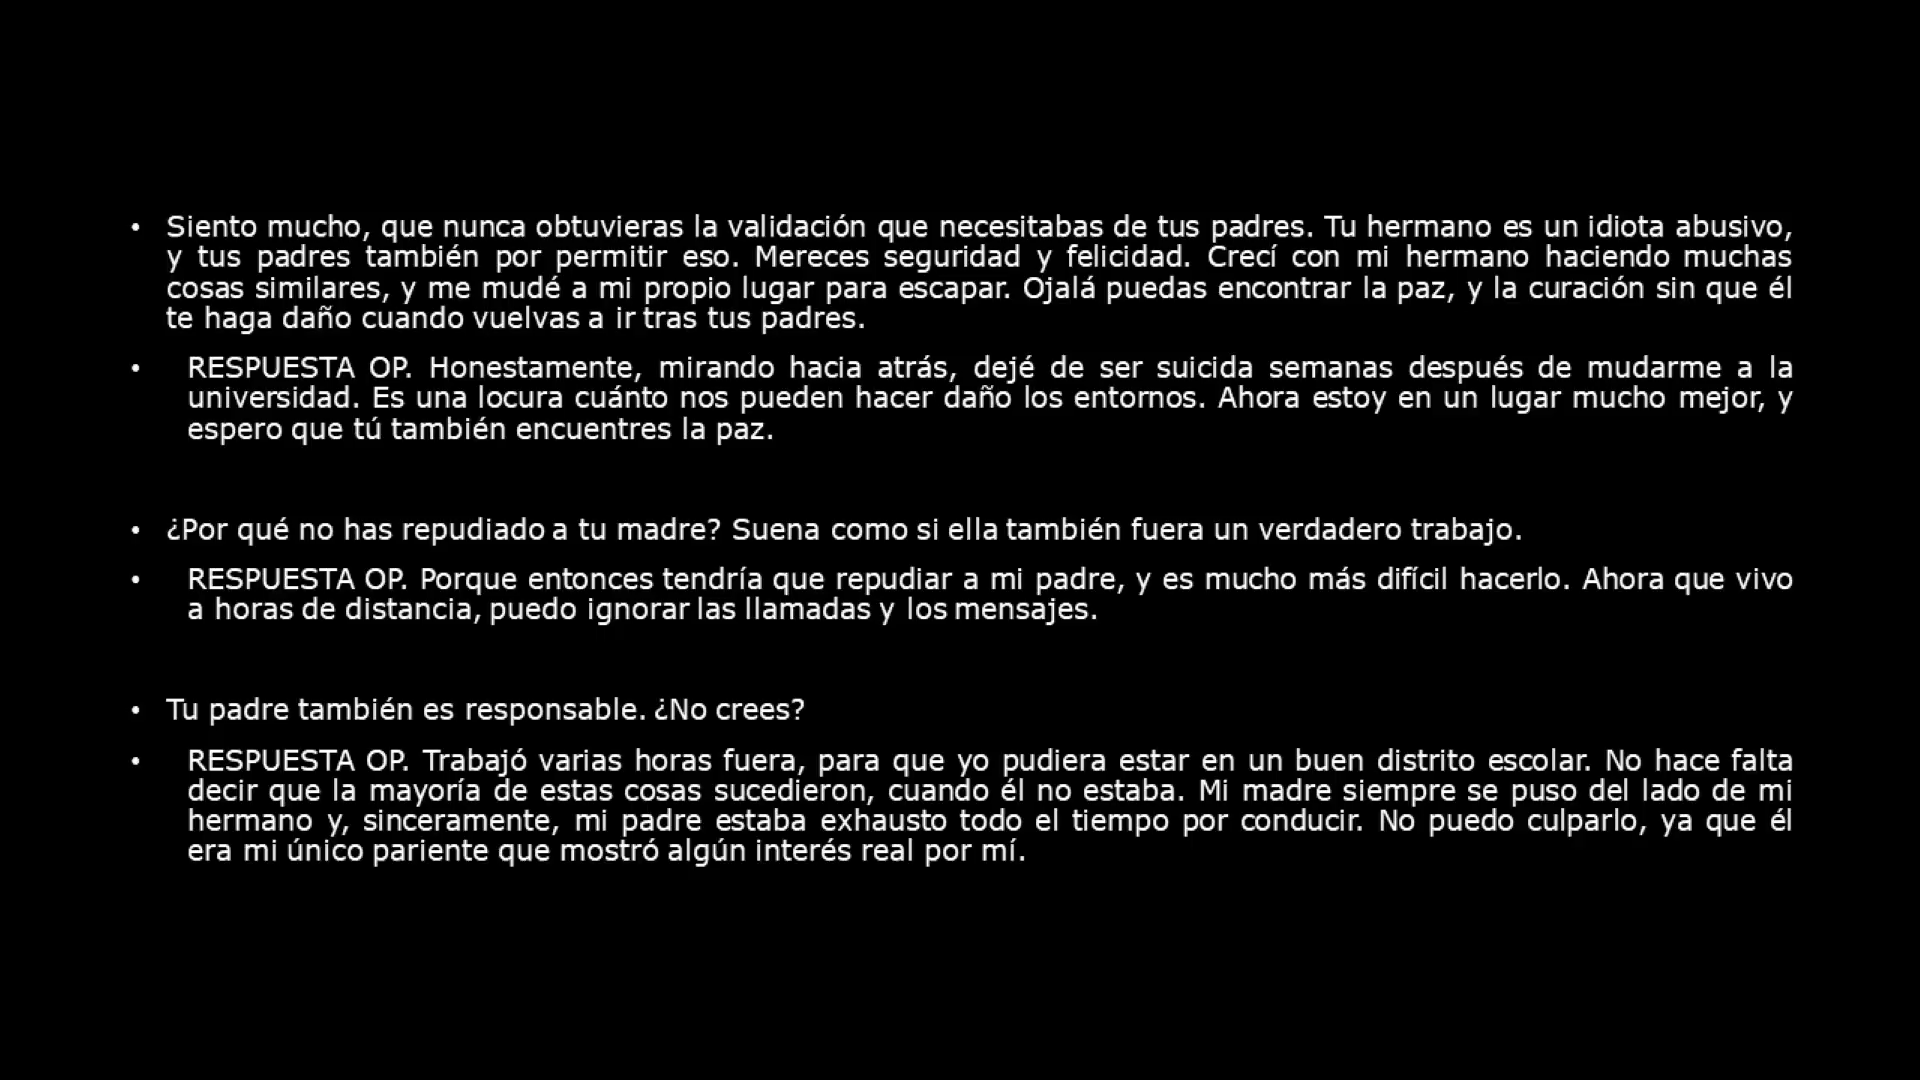 • Siento mucho, que nunca obtuvieras la validación que necesitabas de tus padres. Tu hermano es un idiota abusivo,
y tus padres también por permitir eso. Mereces seguridad y felicidad. Crecí con mi hermano haciendo muchas
cosas similares, y me mudé a mi propio lugar para escapar. Ojalá puedas encontrar la paz, y la curación sin que él
te haga daño cuando vuelvas a ir tras tus padres.
• RESPUESTA OP. Honestamente, mirando hacia atrás, dejé de ser suicida semanas después de mudarme a la
universidad. Es una locura cuánto nos pueden hacer daño los entornos. Ahora estoy en un lugar mucho mejor, y
espero que tú también encuentres la paz.
• ¿Por qué no has repudiado a tu madre? Suena como si ella también fuera un verdadero trabajo.
• RESPUESTA OP. Porque entonces tendría que repudiar a mi padre, y es mucho más difícil hacerlo. Ahora que vivo
a horas de distancia, puedo ignorar las llamadas y los mensajes.
• Tu padre también es responsable. ¿No crees?
• RESPUESTA OP. Trabajó varias horas fuera, para que yo pudiera estar en un buen distrito escolar. No hace falta
decir que la mayoría de estas cosas sucedieron, cuando él no estaba. Mi madre siempre se puso del lado de mi
hermano y, sinceramente, mi padre estaba exhausto todo el tiempo por conducir. No puedo culparlo, ya que él
era mi único pariente que mostró algún interés real por mí.